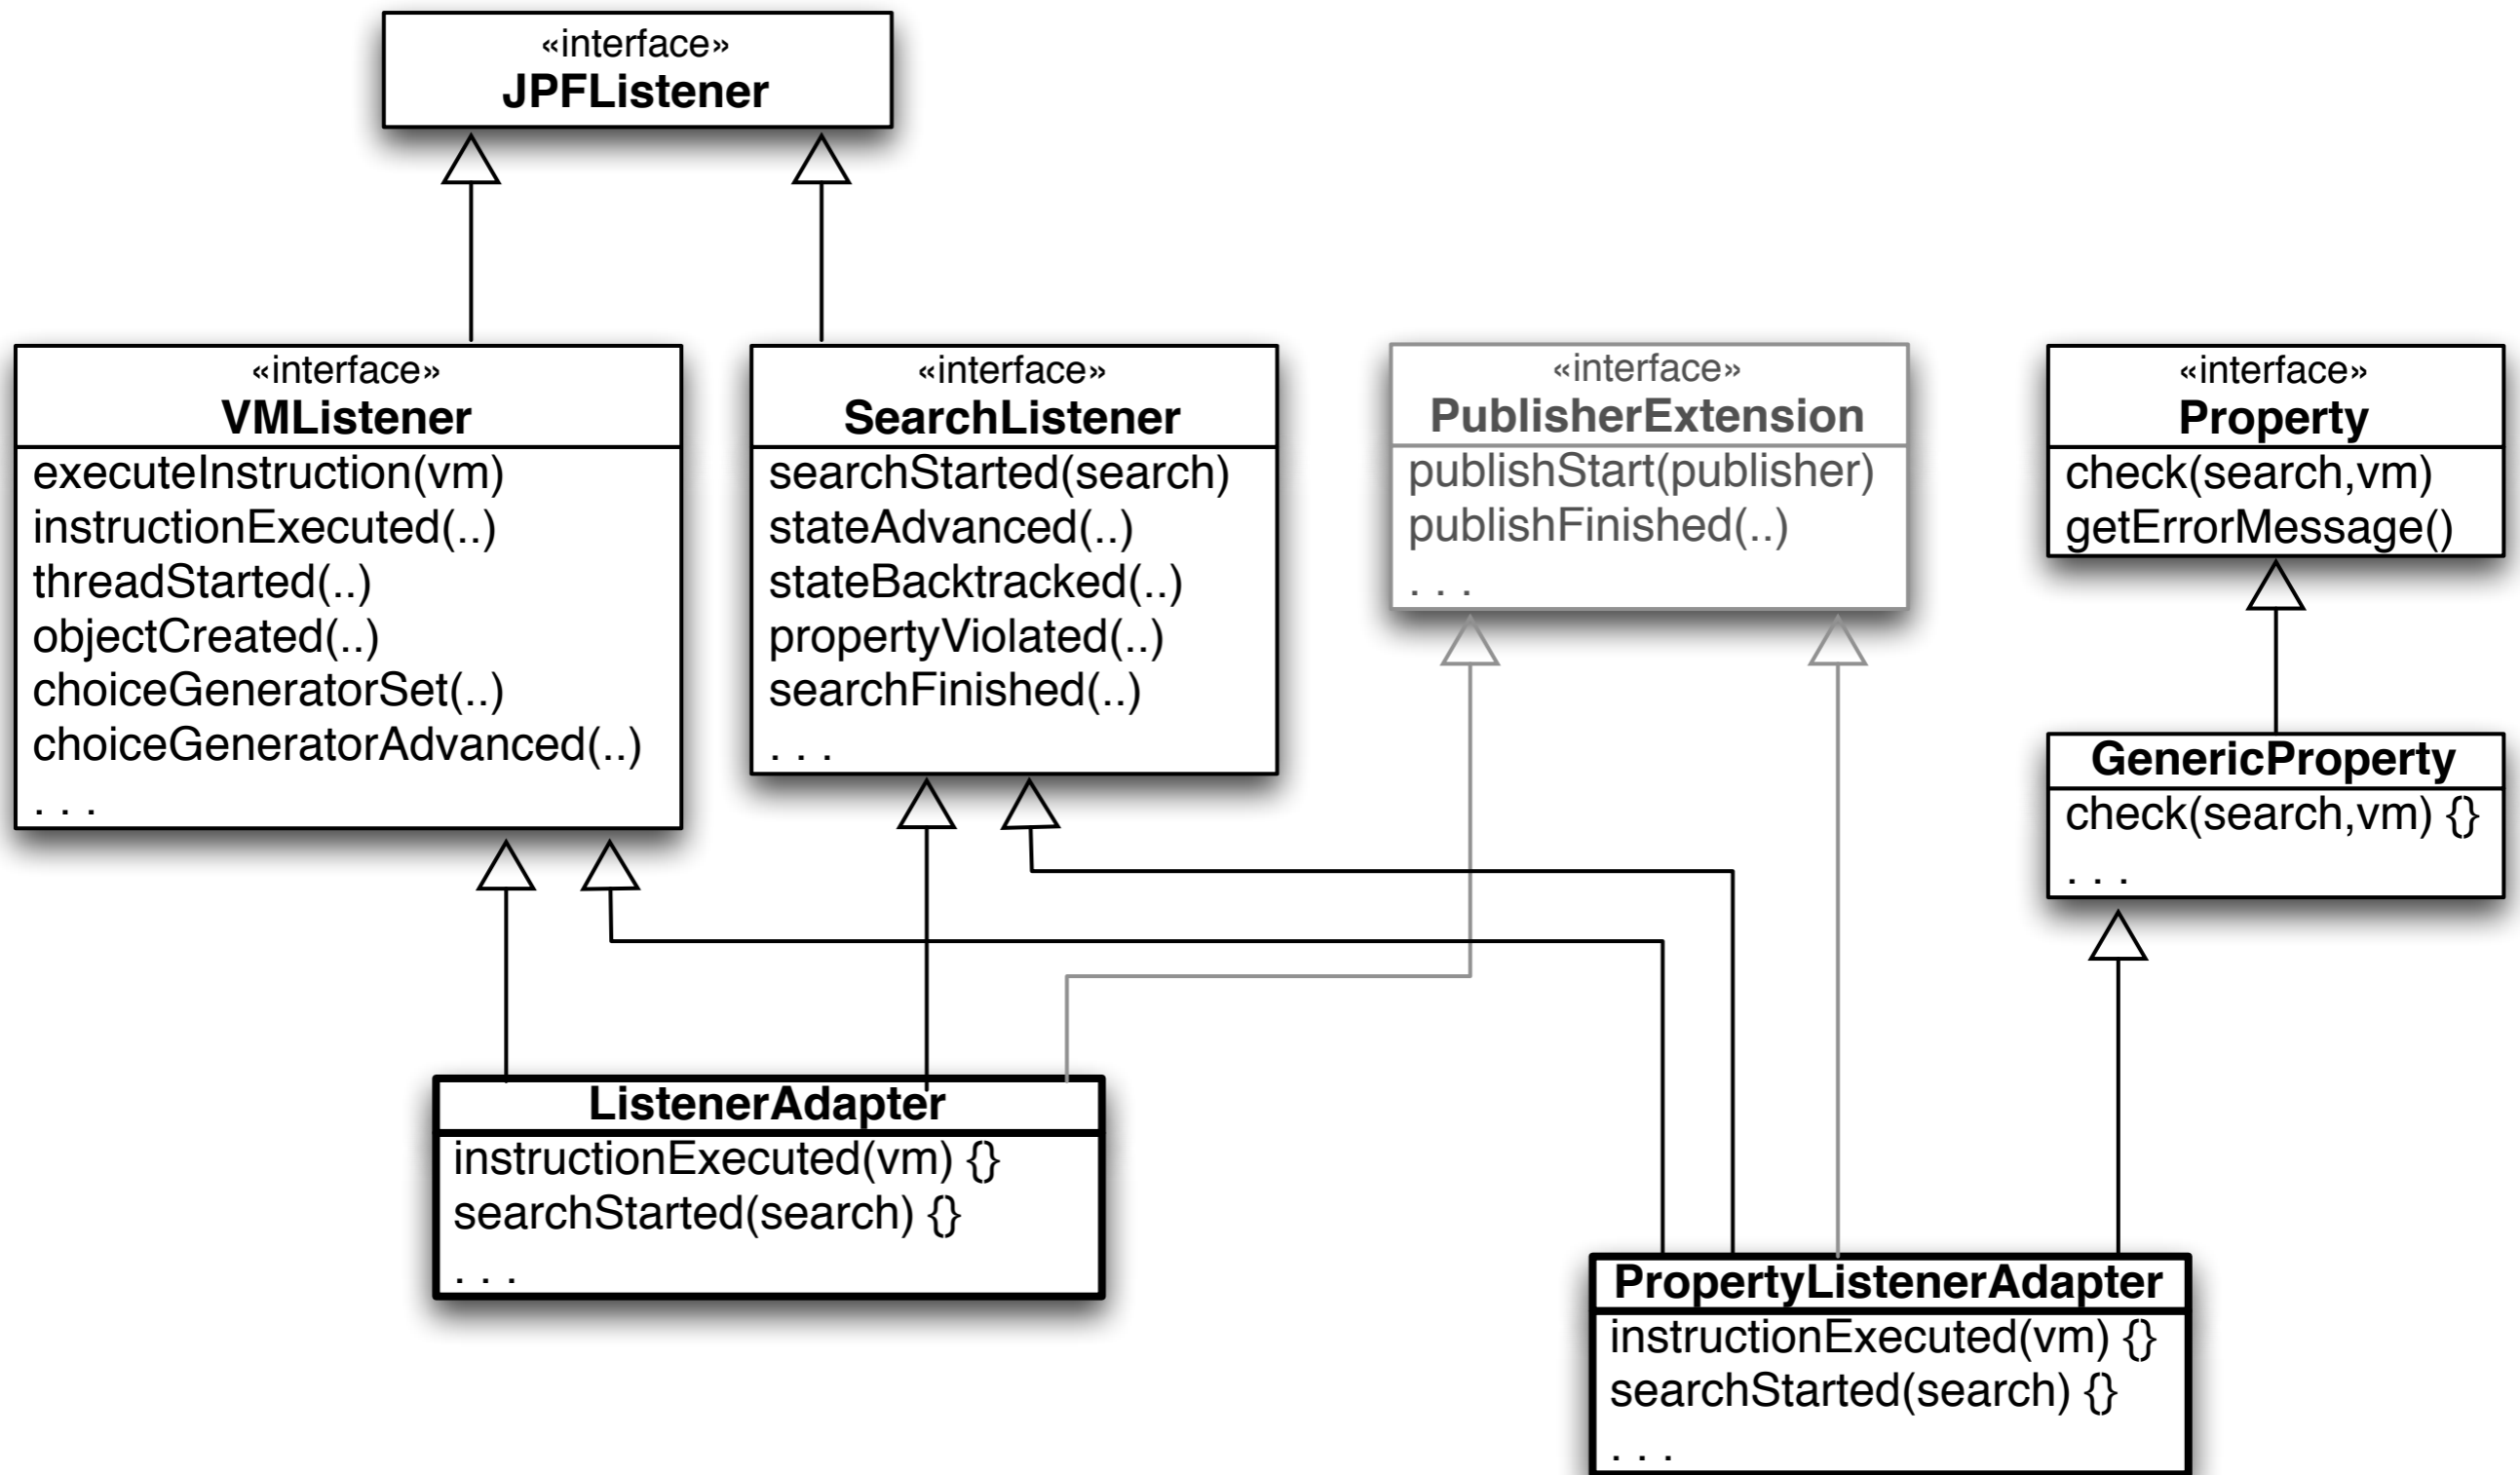 «interface»
JPFListener
«interface»
VMListener
executeInstruction(vm)
instructionExecuted(..)
threadStarted(..)
objectCreated(..)
choiceGeneratorSet(..)
choiceGeneratorAdvanced(..)
. . .
«interface»
SearchListener
searchStarted(search)
stateAdvanced(..)
stateBacktracked(..)
propertyViolated(..)
searchFinished(..)
. . .
«interface»
PublisherExtension
publishStart(publisher)
publishFinished(..)
. . .
«interface»
Property
check(search,vm)
getErrorMessage()
GenericProperty
check(search,vm) {}
. . .
ListenerAdapter
instructionExecuted(vm) {}
searchStarted(search) {}
. . .
PropertyListenerAdapter
instructionExecuted(vm) {}
searchStarted(search) {}
. . .